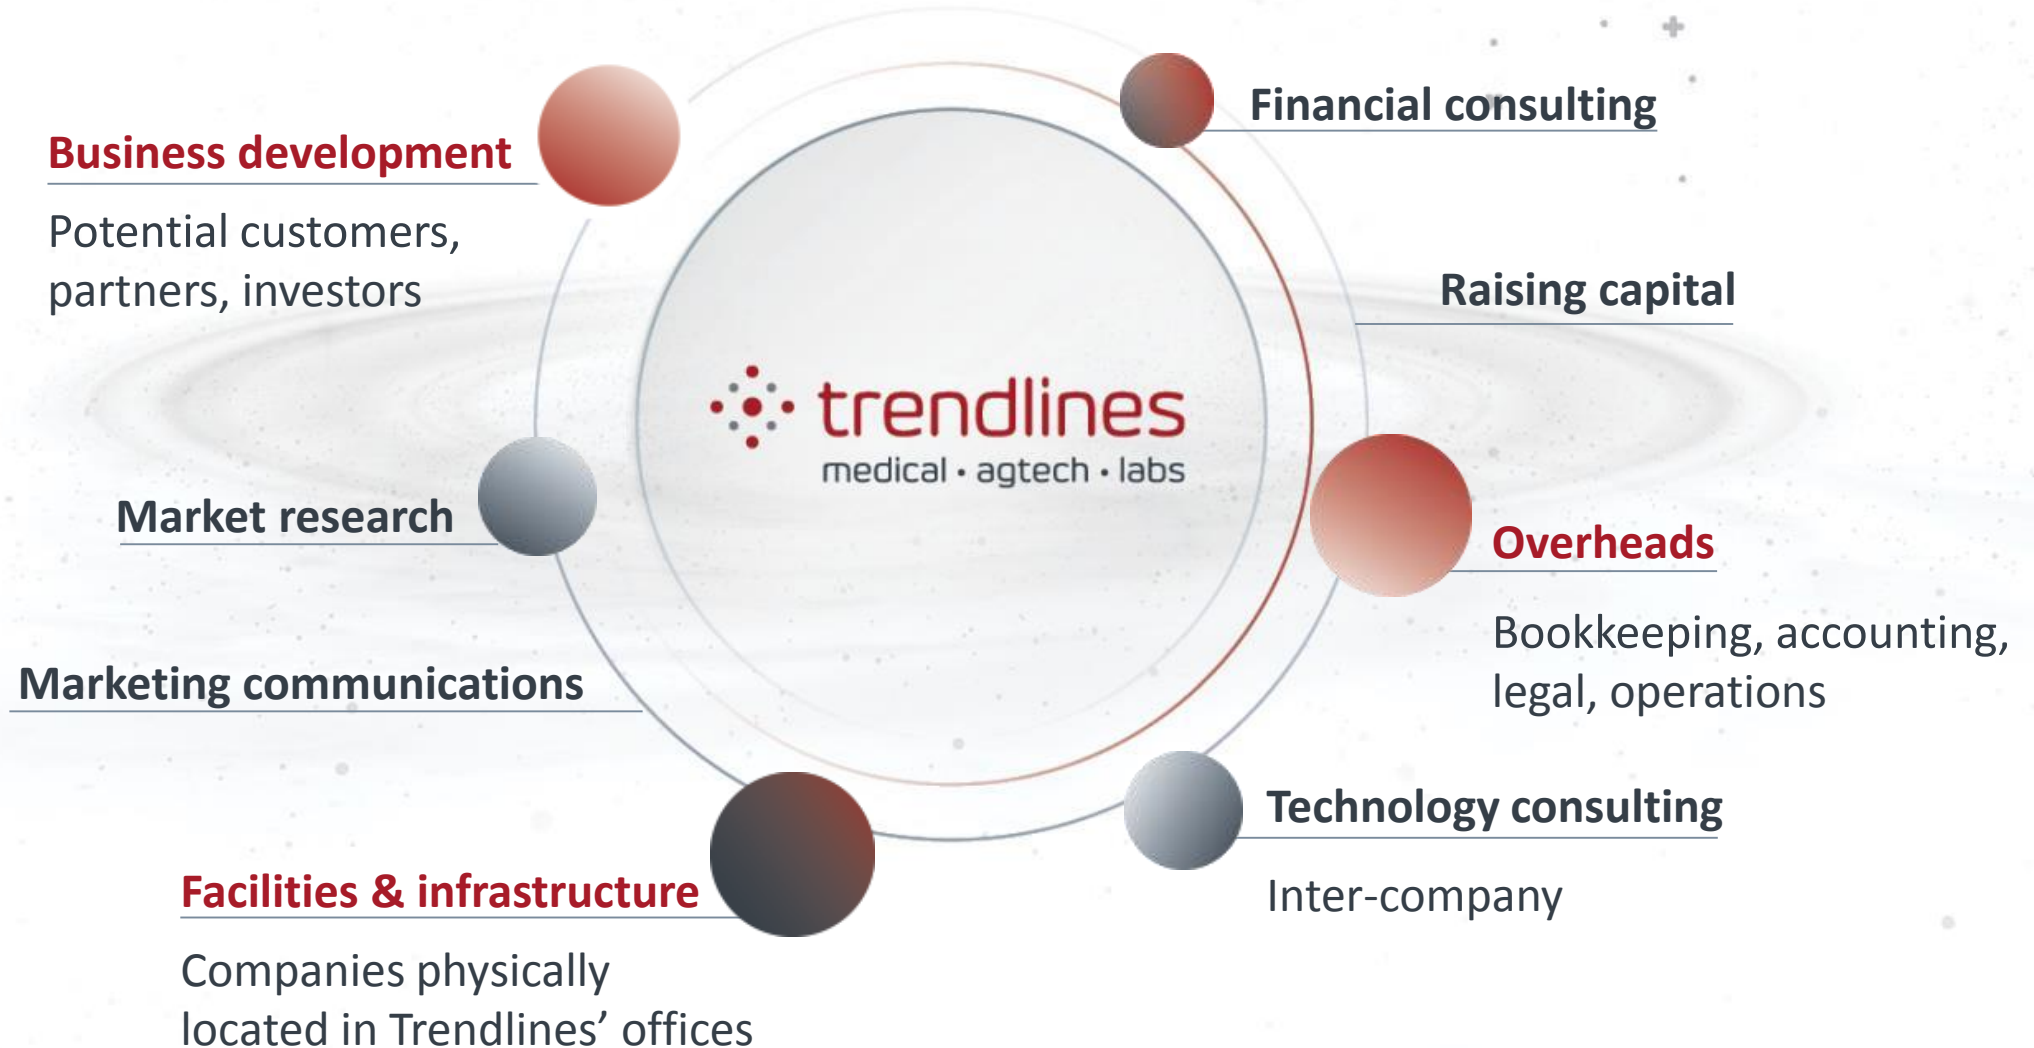 Business development
Potential customers,
partners, investors
Market research
Marketing communications
Facilities & infrastructure
Companies physically
located in Trendlines’ offices
trendlines
medical • agtech • labs
Financial consulting
Raising capital
Overheads
Bookkeeping, accounting,
legal, operations
Technology consulting
Inter-company